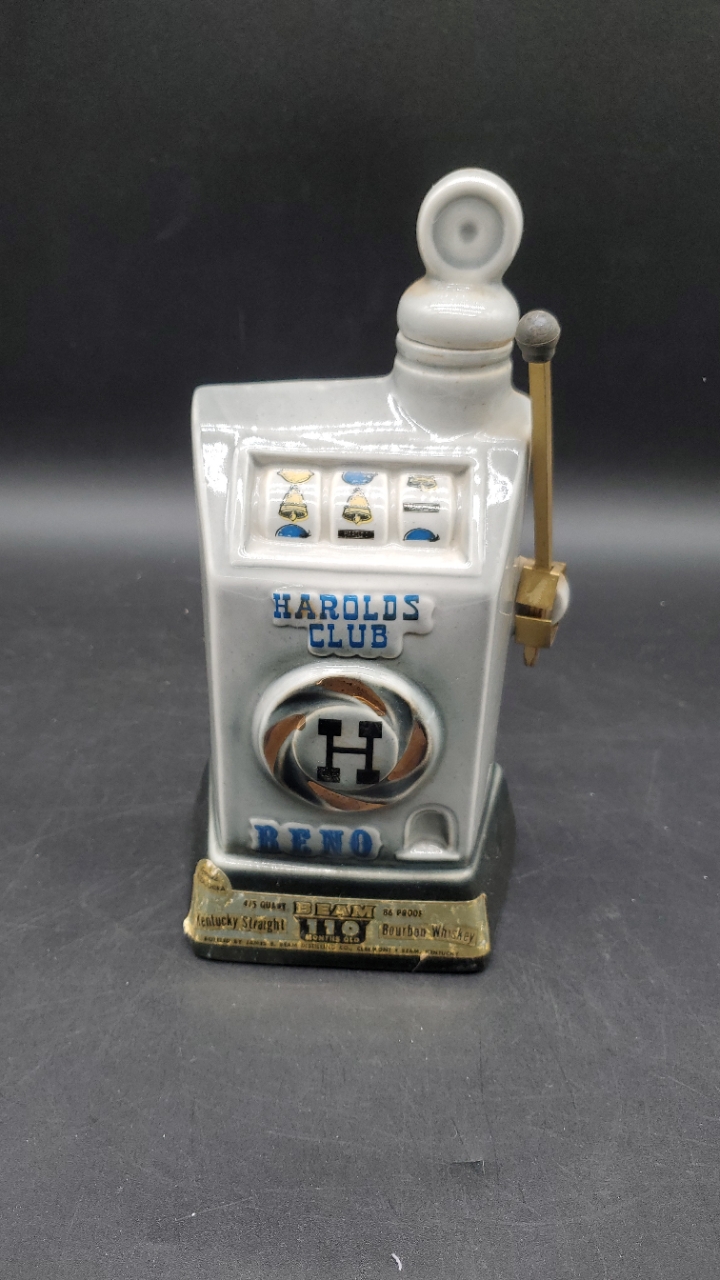 HAROLDS
CLUB
H
RENO
4/5 QUART BEAM 86 PROOF
Kentucky Straight 110 Bourbon Whiskey
MONTHS OLD